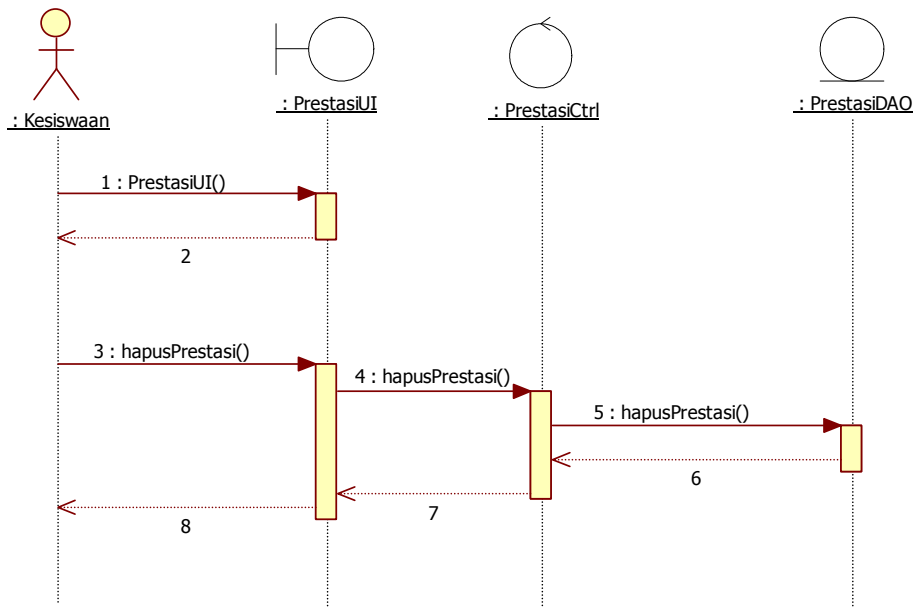 : Kesiswaan
: PrestasiUI
: PrestasiCtrl
: PrestasiDAO
1 : PrestasiUI()
2
3 : hapusPrestasi()
4 : hapusPrestasi()
5 : hapusPrestasi()
6
7
8